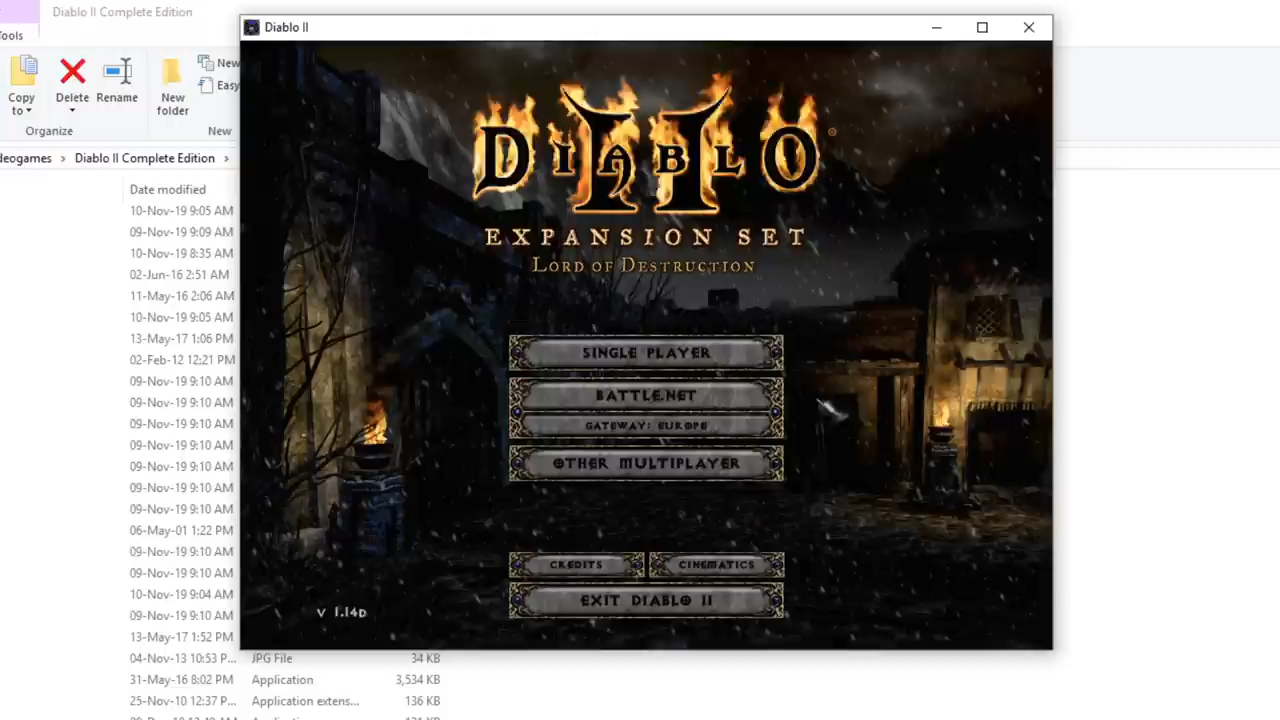 Diablo II Complete Edition
Tools
Copy to
Delete
Rename
New folder
New
Easy
Organize
New
Diablo II Complete Edition
Date modified
10-Nov-19 9:05 AM
09-Nov-19 9:09 AM
10-Nov-19 8:35 AM
02-Jun-16 2:51 AM
11-May-16 2:06 AM
10-Nov-19 9:05 AM
13-May-17 1:06 PM
02-Feb-12 12:21 PM
09-Nov-19 9:10 AM
09-Nov-19 9:10 AM
09-Nov-19 9:10 AM
09-Nov-19 9:10 AM
09-Nov-19 9:10 AM
09-Nov-19 9:10 AM
09-Nov-19 9:10 AM
06-May-01 1:22 PM
09-Nov-19 9:10 AM
09-Nov-19 9:10 AM
10-Nov-19 9:04 AM
09-Nov-19 9:10 AM
13-May-17 1:52 PM
04-Nov-13 10:53 P... JPG File 34 KB
31-May-16 8:02 PM Application 3,534 KB
25-Nov-10 12:37 P... Application extens... 136 KB
Diablo II
DIABLO II
EXPANSION SET
LORD OF DESTRUCTION
SINGLE PLAYER
BATTLE.NET
GATEWAY: EUROPE
OTHER MULTIPLAYER
CREDITS
CINEMATICS
EXIT DIABLO II
V 1.14D